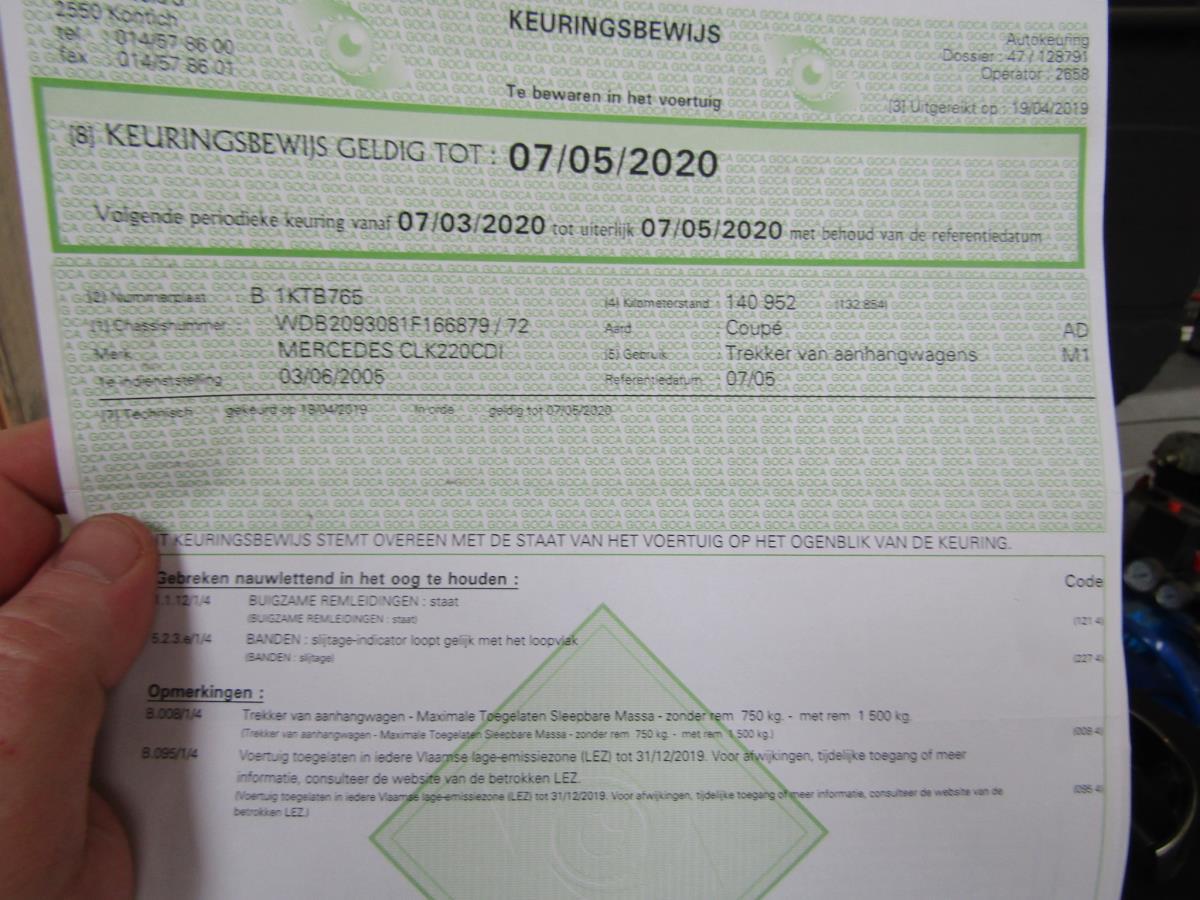 2550 Kontich
tel : 014/57 86 00
fax : 014/57 86 01
KEURINGSBEWIJS
Te bewaren in het voertuig
Autokeuring
Dossier : 47 / 128791
Operator : 2658
[3] Uitgereikt op : 19/04/2019
[8] KEURINGSBEWIJS GELDIG TOT : 07/05/2020
Volgende periodieke keuring vanaf 07/03/2020 tot uiterlijk 07/05/2020 met behoud van de referentiedatum
[2] Nummerplaat B 1KTB765 [4] Kilometerstand : 140 952 (132 854)
[1] Chassisnummer : WDB2093081F166879 / 72 Aard : Coupé AD
Merk : MERCEDES CLK220CDI [5] Gebruik : Trekker van aanhangwagens M1
1e indienststelling : 03/06/2005 Referentiedatum : 07/05
[7] Technisch gekeurd op 19/04/2019 In orde geldig tot 07/05/2020
IT KEURINGSBEWIJS STEMT OVEREEN MET DE STAAT VAN HET VOERTUIG OP HET OGENBLIK VAN DE KEURING.
Gebreken nauwlettend in het oog te houden : Code
1.1.12/1/4 BUIGZAME REMLEIDINGEN : staat
(BUIGZAME REMLEIDINGEN : staat) (121 4)
5.2.3.e/1/4 BANDEN : slijtage-indicator loopt gelijk met het loopvlak
(BANDEN : slijtage) (227 4)
Opmerkingen :
B.008/1/4 Trekker van aanhangwagen - Maximale Toegelaten Sleepbare Massa - zonder rem 750 kg. - met rem 1 500 kg.
(Trekker van aanhangwagen - Maximale Toegelaten Sleepbare Massa - zonder rem 750 kg. - met rem 1 500 kg.) (008 4)
B.095/1/4 Voertuig toegelaten in iedere Vlaamse lage-emissiezone (LEZ) tot 31/12/2019. Voor afwijkingen, tijdelijke toegang of meer
informatie, consulteer de website van de betrokken LEZ.
(Voertuig toegelaten in iedere Vlaamse lage-emissiezone (LEZ) tot 31/12/2019. Voor afwijkingen, tijdelijke toegang of meer informatie, consulteer de website van de (095 4)
betrokken LEZ.)